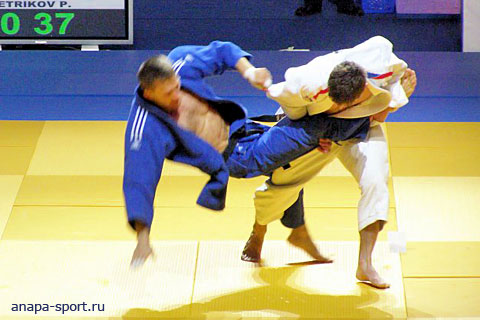 ETRIKOV P.
0 37
anapa-sport.ru